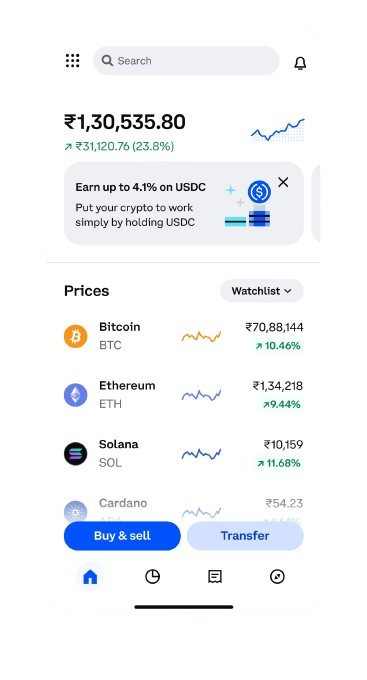 Search
₹1,30,535.80
↗ ₹31,120.76 (23.8%)
Earn up to 4.1% on USDC
Put your crypto to work
simply by holding USDC
Prices
Watchlist
Bitcoin
₹70,88,144
BTC
↗ 10.46%
Ethereum
₹1,34,218
ETH
↗9.44%
Solana
₹10,159
SOL
↗ 11.68%
Cardano
₹54.23
Buy & sell
Transfer